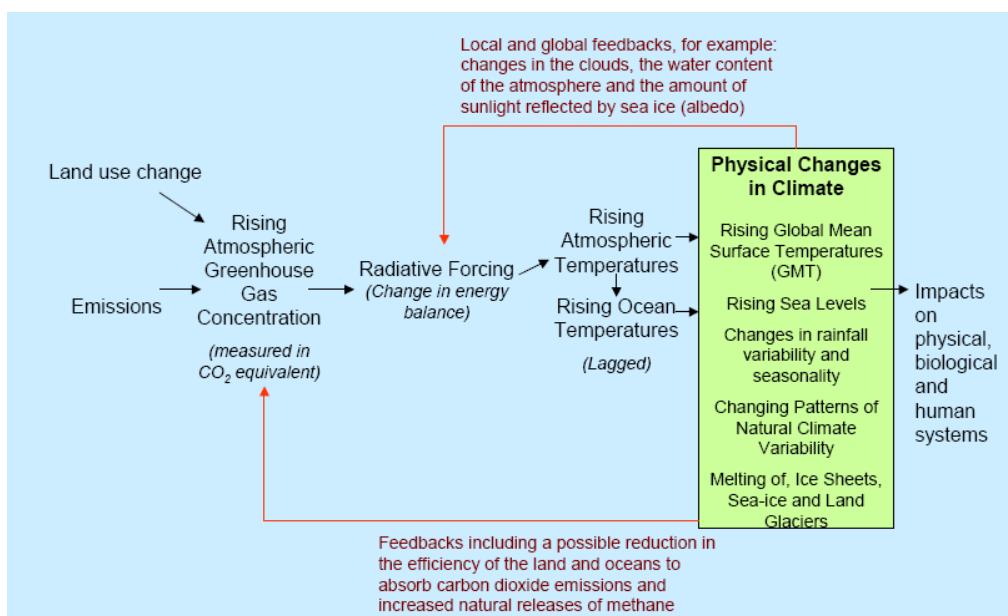 Local and global feedbacks, for example:
changes in the clouds, the water content
of the atmosphere and the amount of
sunlight reflected by sea ice (albedo)
Land use change
Emissions
Rising
Atmospheric
Greenhouse
Gas
Concentration
(measured in
CO₂ equivalent)
Radiative Forcing
(Change in energy
balance)
Rising
Atmospheric
Temperatures
Rising Ocean
Temperatures
(Lagged)
Physical Changes
in Climate
Rising Global Mean
Surface Temperatures
(GMT)
Rising Sea Levels
Changes in rainfall
variability and
seasonality
Changing Patterns of
Natural Climate
Variability
Melting of, Ice Sheets,
Sea-ice and Land
Glaciers
Impacts
on
physical,
biological
and
human
systems
Feedbacks including a possible reduction in
the efficiency of the land and oceans to
absorb carbon dioxide emissions and
increased natural releases of methane